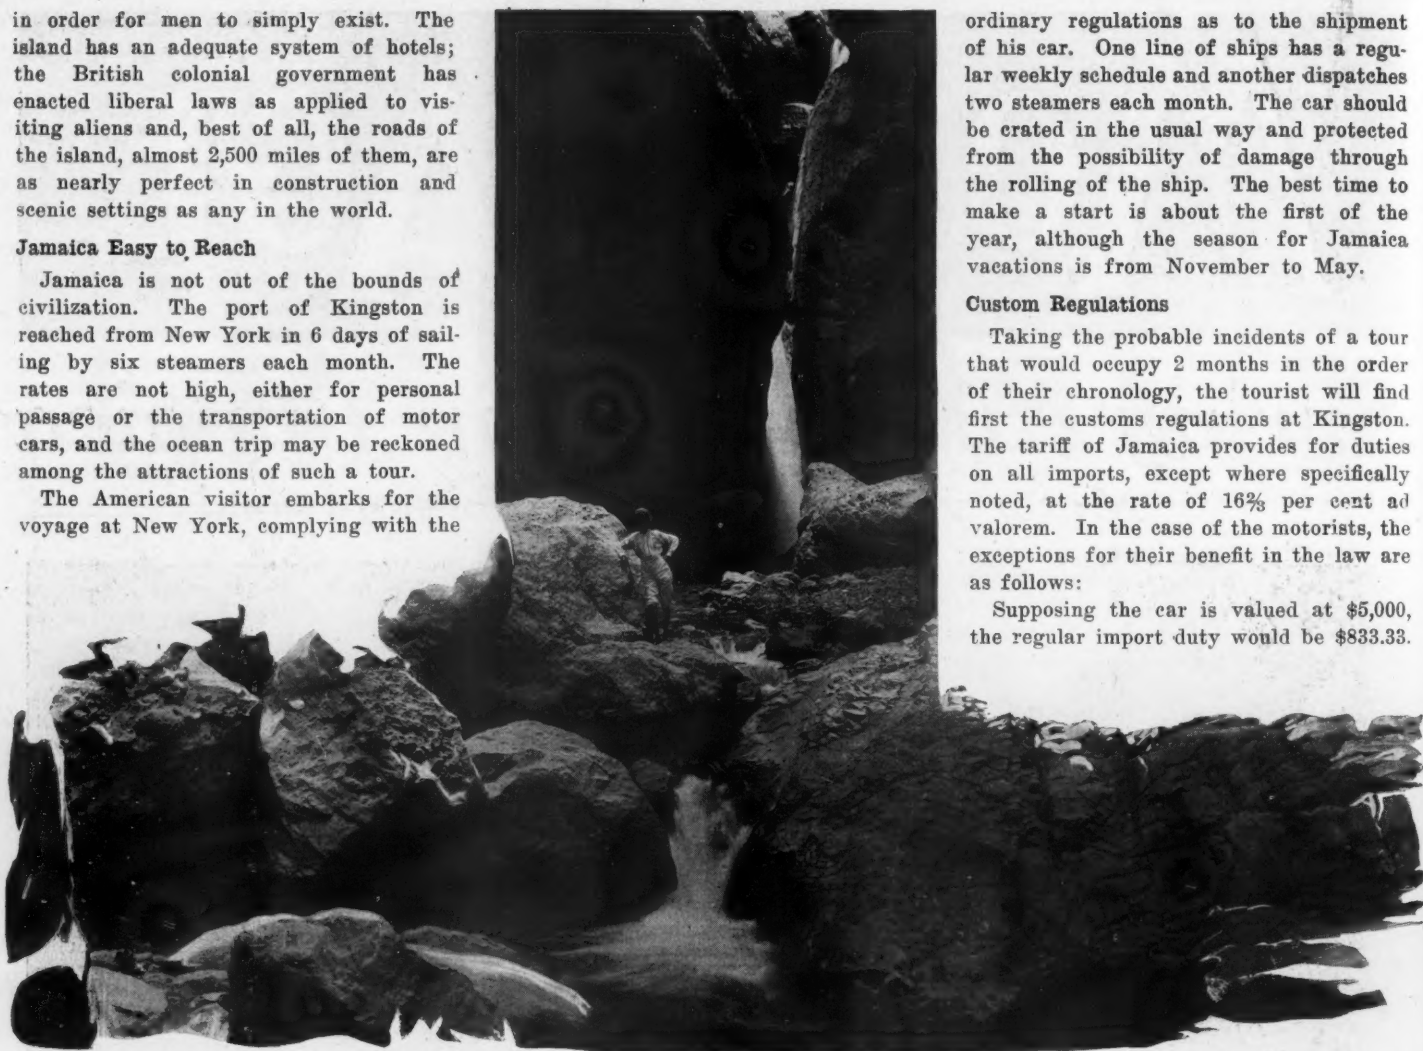 in order for men to simply exist. The
island has an adequate system of hotels;
the British colonial government has
enacted liberal laws as applied to vis-
iting aliens and, best of all, the roads of
the island, almost 2,500 miles of them, are
as nearly perfect in construction and
scenic settings as any in the world.
Jamaica Easy to Reach
Jamaica is not out of the bounds of
civilization. The port of Kingston is
reached from New York in 6 days of sail-
ing by six steamers each month. The
rates are not high, either for personal
passage or the transportation of motor
cars, and the ocean trip may be reckoned
among the attractions of such a tour.
The American visitor embarks for the
voyage at New York, complying with the
ordinary regulations as to the shipment
of his car. One line of ships has a regu-
lar weekly schedule and another dispatches
two steamers each month. The car should
be crated in the usual way and protected
from the possibility of damage through
the rolling of the ship. The best time to
make a start is about the first of the
year, although the season for Jamaica
vacations is from November to May.
Custom Regulations
Taking the probable incidents of a tour
that would occupy 2 months in the order
of their chronology, the tourist will find
first the customs regulations at Kingston.
The tariff of Jamaica provides for duties
on all imports, except where specifically
noted, at the rate of 16⅔ per cent ad
valorem. In the case of the motorists, the
exceptions for their benefit in the law are
as follows:
Supposing the car is valued at $5,000,
the regular import duty would be $833.33.